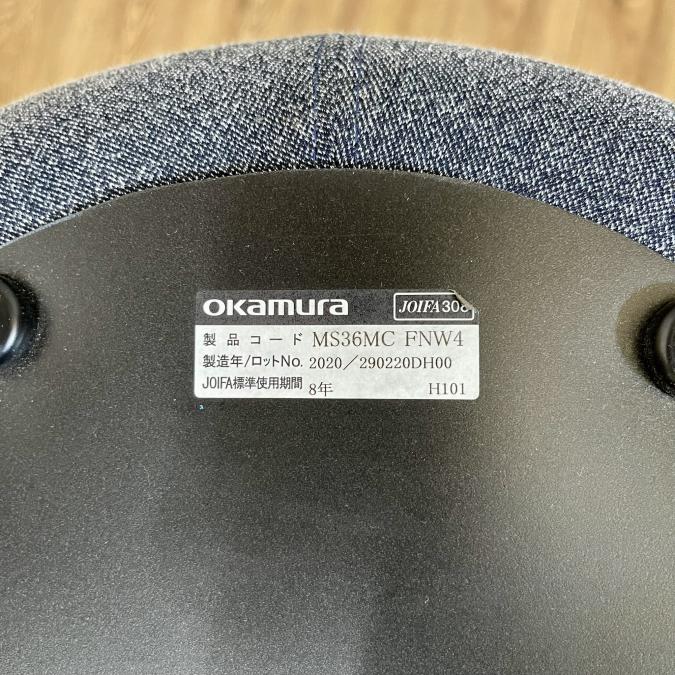 okamura JOIFA308
製品コード MS36MC FNW4
製造年/ロットNo. 2020/290220DH00
JOIFA標準使用期間 8年 H101